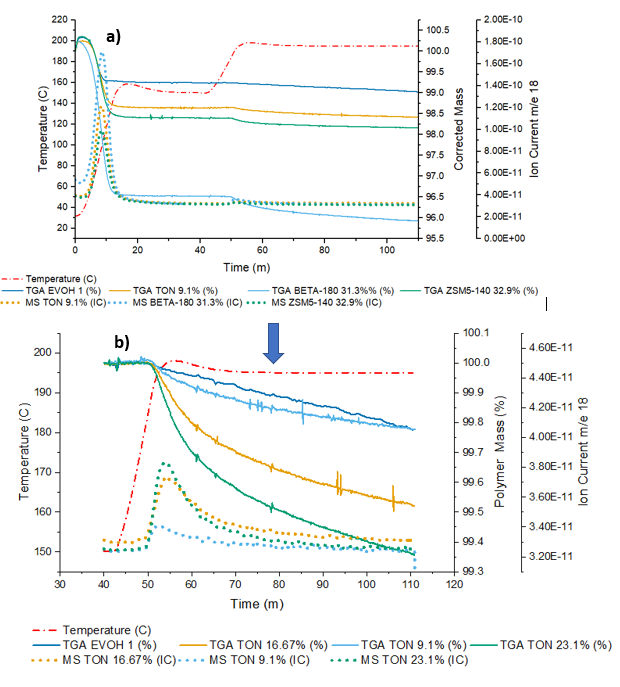 a)
220
200
180
160
140
120
100
80
60
40
20
Temperature (C)
0
20
40
60
80
100
Time (m)
100.5
100.0
99.5
99.0
98.5
98.0
97.5
97.0
96.5
96.0
95.5
Corrected Mass
2.00E-10
1.80E-10
1.60E-10
1.40E-10
1.20E-10
1.00E-10
8.00E-11
6.00E-11
4.00E-11
2.00E-11
0.00E+00
Ion Current m/e 18
Temperature (C)
TGA EVOH 1 (%) TGA TON 9.1% (%) TGA BETA-180 31.3%% (%) TGA ZSM5-140 32.9% (%)
MS TON 9.1% (IC) MS BETA-180 31.3% (IC) MS ZSM5-140 32.9% (IC)
b)
200
190
180
170
160
150
Temperature (C)
30
40
50
60
70
80
90
100
110
120
Time (m)
100.1
100.0
99.9
99.8
99.7
99.6
99.5
99.4
99.3
Polymer Mass (%)
4.60E-11
4.40E-11
4.20E-11
4.00E-11
3.80E-11
3.60E-11
3.40E-11
3.20E-11
Ion Current m/e 18
Temperature (C)
TGA EVOH 1 (%) TGA TON 16.67% (%) TGA TON 9.1% (%) TGA TON 23.1% (%)
MS TON 16.67% (IC) MS TON 9.1% (IC) MS TON 23.1% (IC)